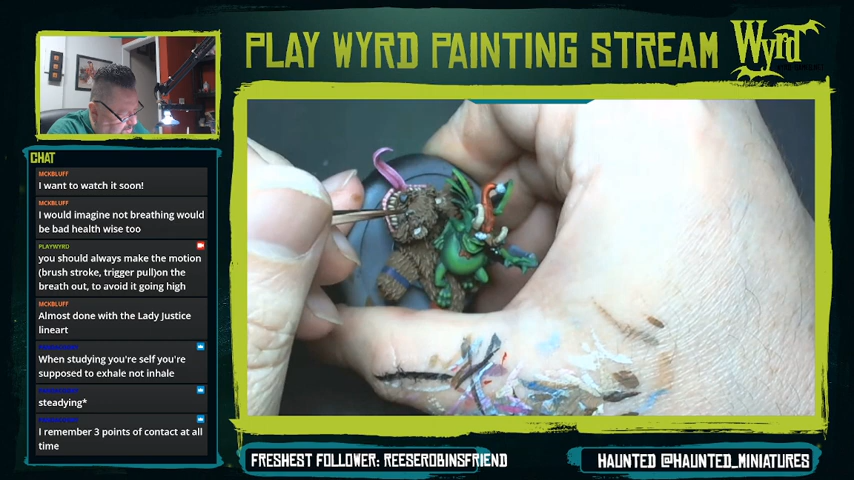 PLAY WYRD PAINTING STREAM
Wyrd
CHAT
MCKBLUFF
I want to watch it soon!
MCKBLUFF
I would imagine not breathing would
be bad health wise too
PLAYWYRD
you should always make the motion
(brush stroke, trigger pull)on the
breath out, to avoid it going high
MCKBLUFF
Almost done with the Lady Justice
lineart
When studying you're self you're
supposed to exhale not inhale
steadying*
I remember 3 points of contact at all
time
FRESHEST FOLLOWER: REESEROBINSFRIEND
HAUNTED @HAUNTED_MINIATURES